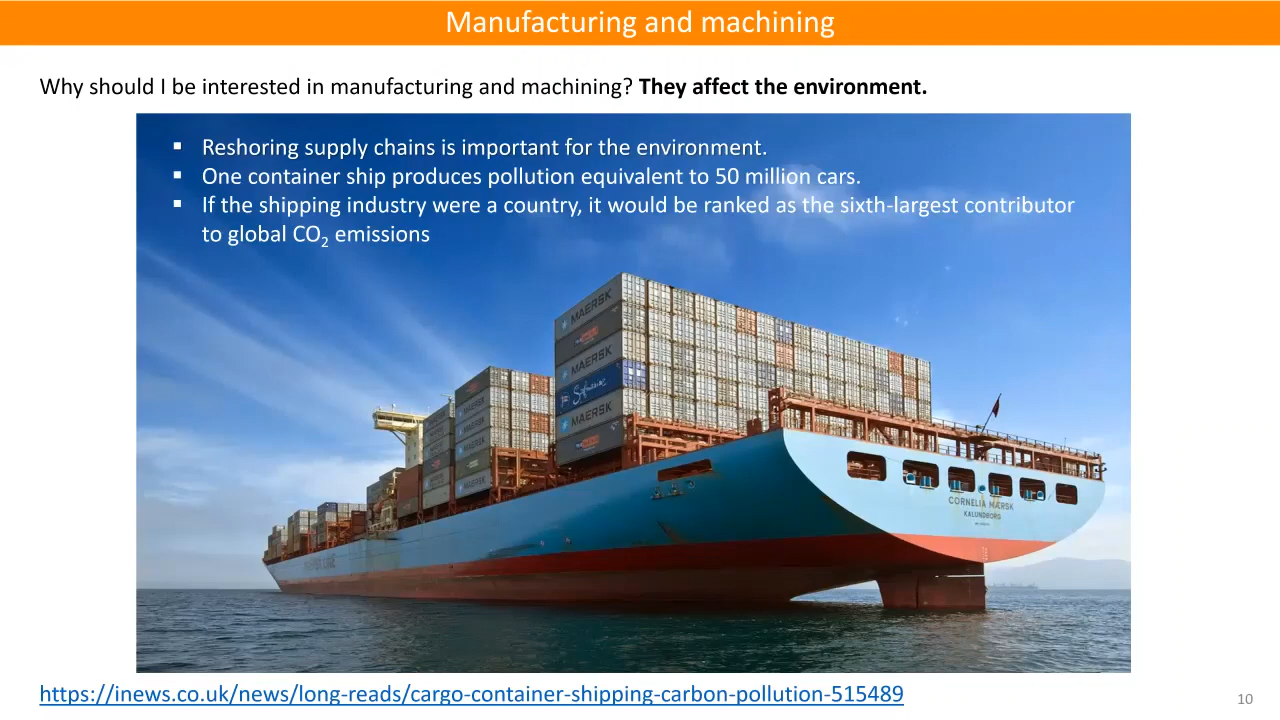 Manufacturing and machining
Why should I be interested in manufacturing and machining? They affect the environment.
▪ Reshoring supply chains is important for the environment.
▪ One container ship produces pollution equivalent to 50 million cars.
▪ If the shipping industry were a country, it would be ranked as the sixth-largest contributor
to global CO₂ emissions
MAERSK
MAERSK
Safmarine
MAERSK
CORNELIA MÆRSK
KALUNDBORG
https://inews.co.uk/news/long-reads/cargo-container-shipping-carbon-pollution-515489
10